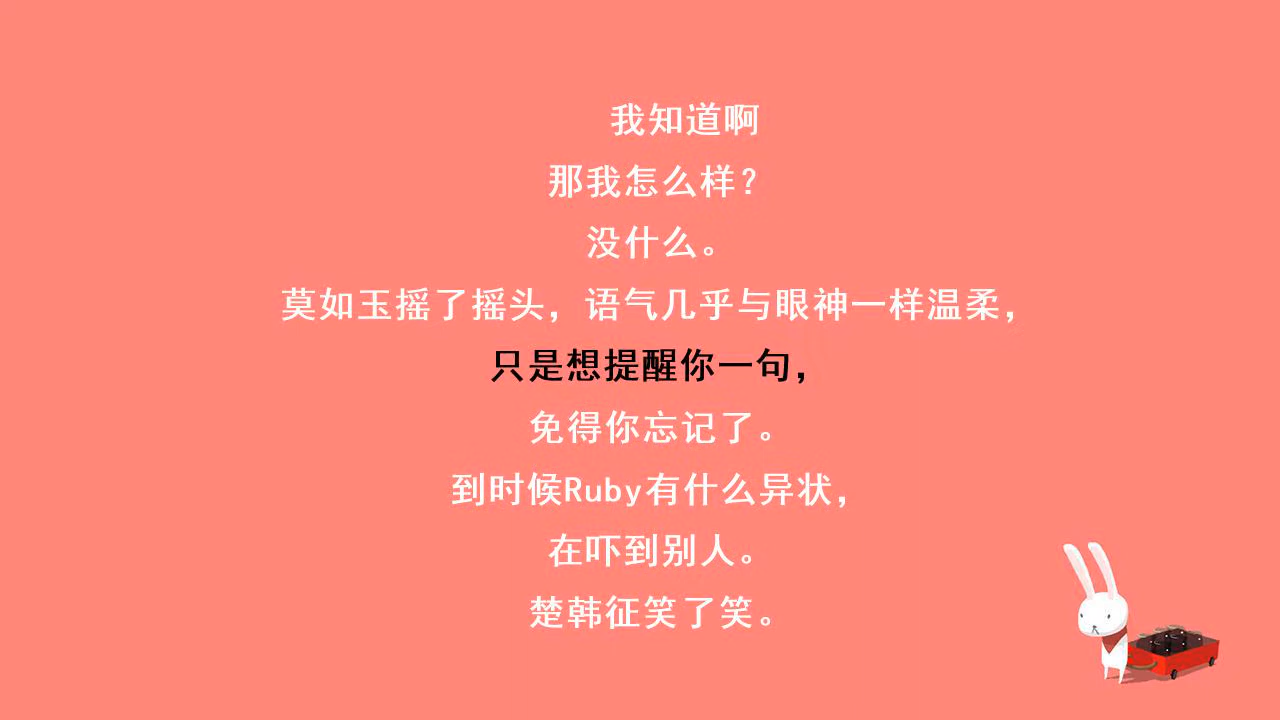 我知道啊
那我怎么样？
没什么。
莫如玉摇了摇头，语气几乎与眼神一样温柔，
只是想提醒你一句，
免得你忘记了。
到时候Ruby有什么异状，
在吓到别人。
楚韩征笑了笑。